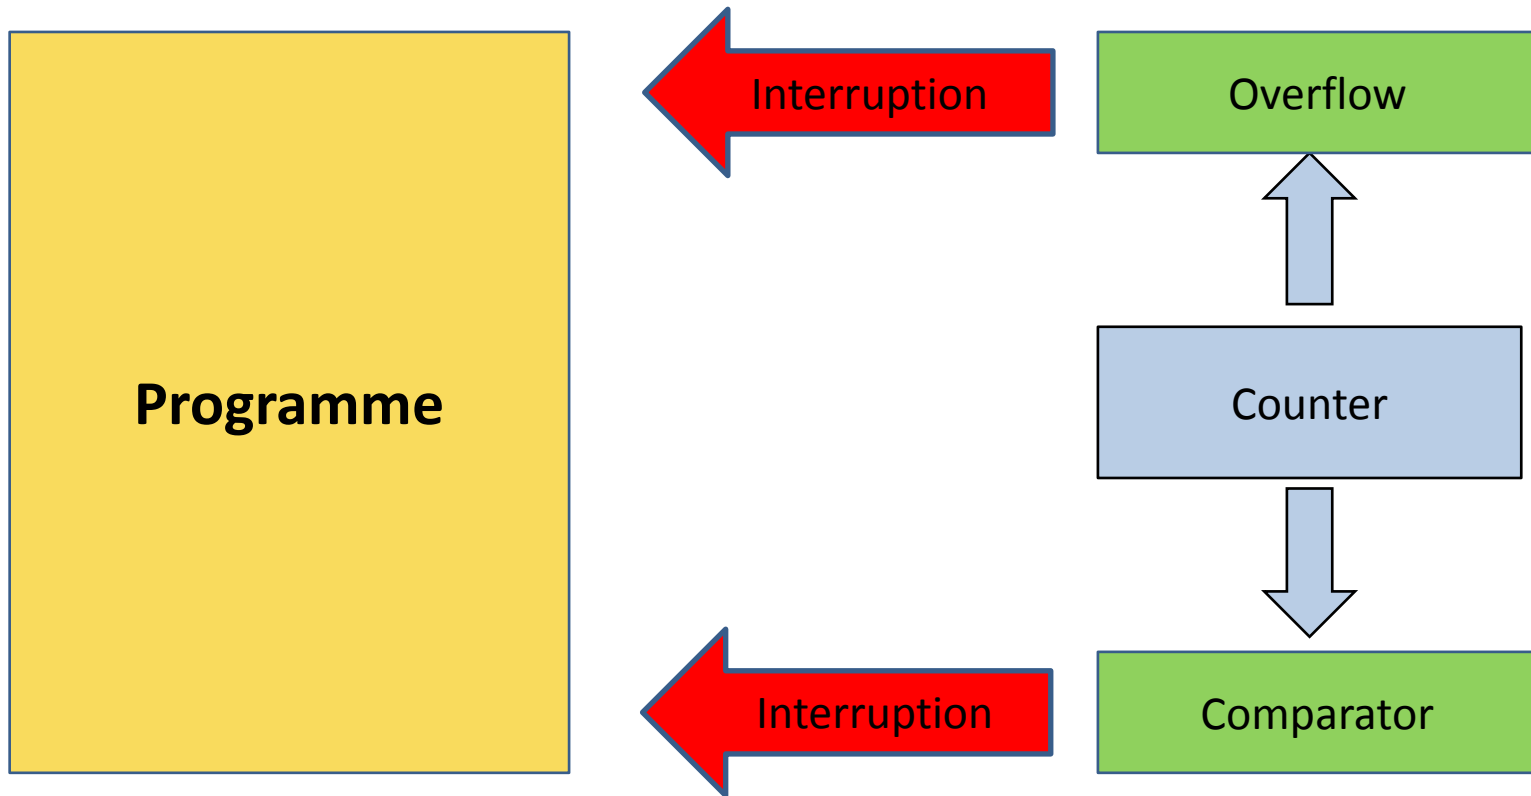 Interruption
Overflow
Programme
Counter
Interruption
Comparator